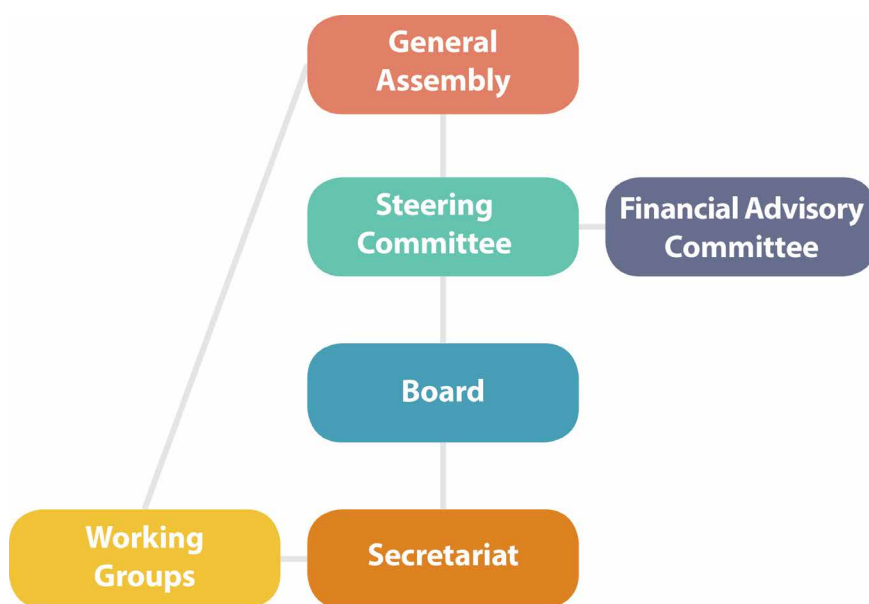 General
Assembly
Steering
Committee
Financial Advisory
Committee
Board
Working
Groups
Secretariat